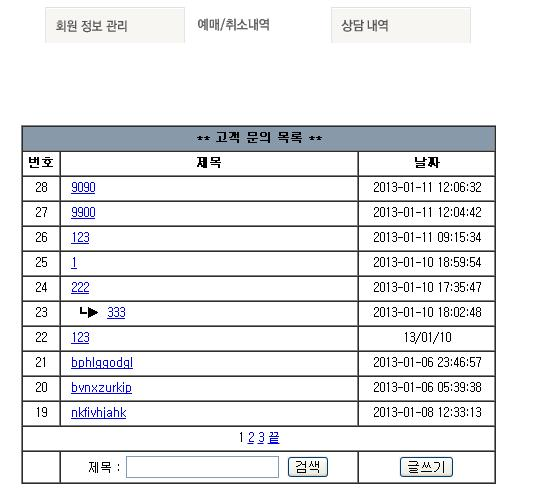 회원 정보 관리 예매/취소내역 상담 내역
** 고객 문의 목록 **
번호 제목 날짜
28 9090 2013-01-11 12:06:32
27 9900 2013-01-11 12:04:42
26 123 2013-01-11 09:15:34
25 1 2013-01-10 18:59:54
24 222 2013-01-10 17:35:47
23 333 2013-01-10 18:02:48
22 123 13/01/10
21 bphlggodgl 2013-01-06 23:46:57
20 bvnxzurkip 2013-01-06 05:39:38
19 nkfivhjahk 2013-01-08 12:33:13
1 2 3 끝
제목 : 검색 글쓰기